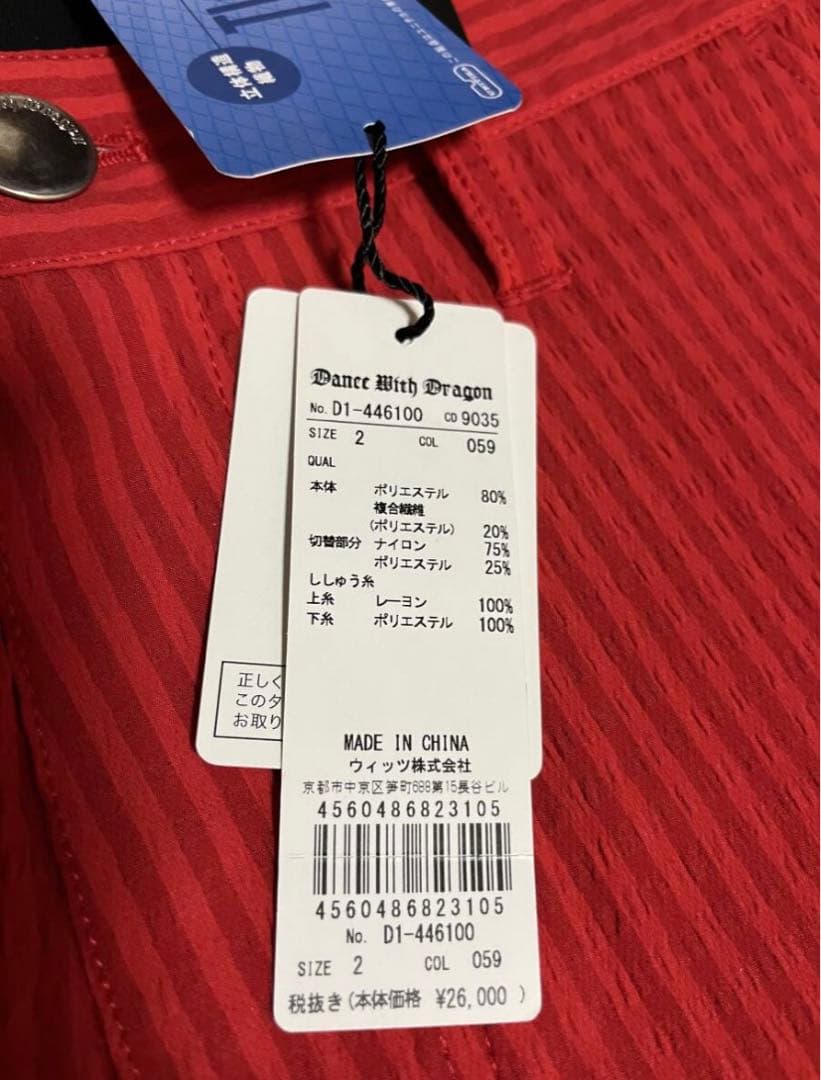 立体構造
織物
Dance With Dragon
No. D1-446100 CD 9035
SIZE 2 COL 059
QUAL
本体 ポリエステル 80%
複合繊維
(ポリエステル) 20%
切替部分 ナイロン 75%
ポリエステル 25%
ししゅう糸
上糸 レーヨン 100%
下糸 ポリエステル 100%
正しく
このタ
お取り
MADE IN CHINA
ウィッツ株式会社
京都市中京区笋町688第15長谷ビル
4560486823105
4560486823105
No. D1-446100
SIZE 2 COL 059
税抜き(本体価格 ¥26,000 )